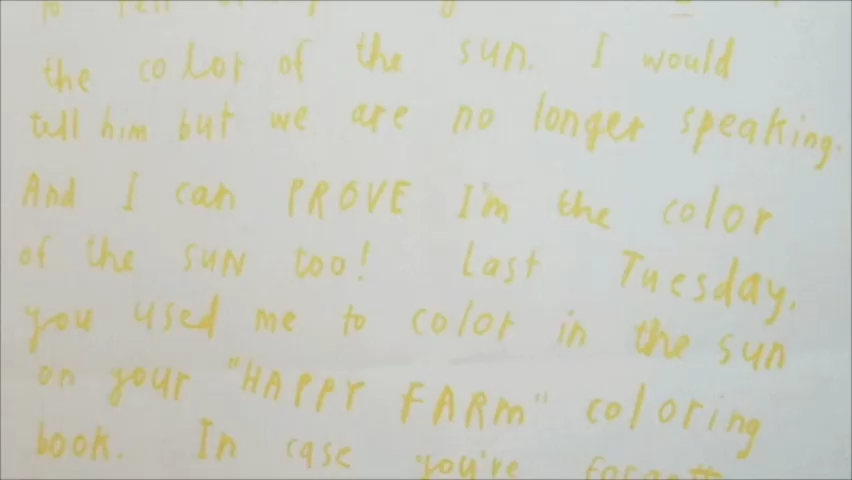 the color of the sun. I would
tell him but we are no longer speaking.
And I can PROVE I'm the color
of the SUN too! Last Tuesday,
you used me to color in the sun
on your "HAPPY FARM" coloring
book. In case you've